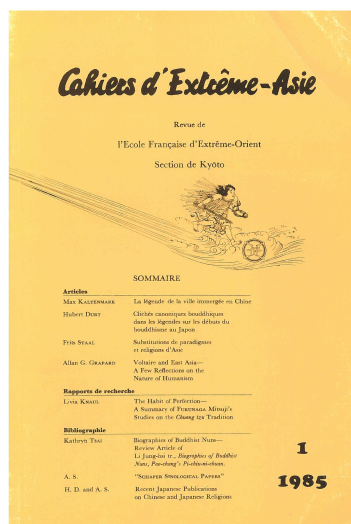 Cahiers d'Extrême-Asie
Revue de
l'Ecole Française d'Extrême-Orient
Section de Kyōto
SOMMAIRE
Articles
Max KALTENMARK La légende de la ville immergée en Chine
Hubert DURT Clichés canoniques bouddhiques
dans les légendes sur les débuts du
bouddhisme au Japon
Frits STAAL Substitutions de paradigmes
et religions d'Asie
Allan G. GRAPARD Voltaire and East Asia—
A Few Reflections on the
Nature of Humanism
Rapports de recherche
Livia KNAUL The Habit of Perfection—
A Summary of FUKUNAGA Mitsuji's
Studies on the Chuang-tzu Tradition
Bibliographie
Kathryn TSAI Biographies of Buddhist Nuns—
Review Article of
Li Jung-hsi tr., Biographies of Buddhist
Nuns, Pao-chang's Pi-chiu-ni-chuan.
A. S. "SCHAFER SINOLOGICAL PAPERS"
H. D. and A. S. Recent Japanese Publications
on Chinese and Japanese Religions
1
1985